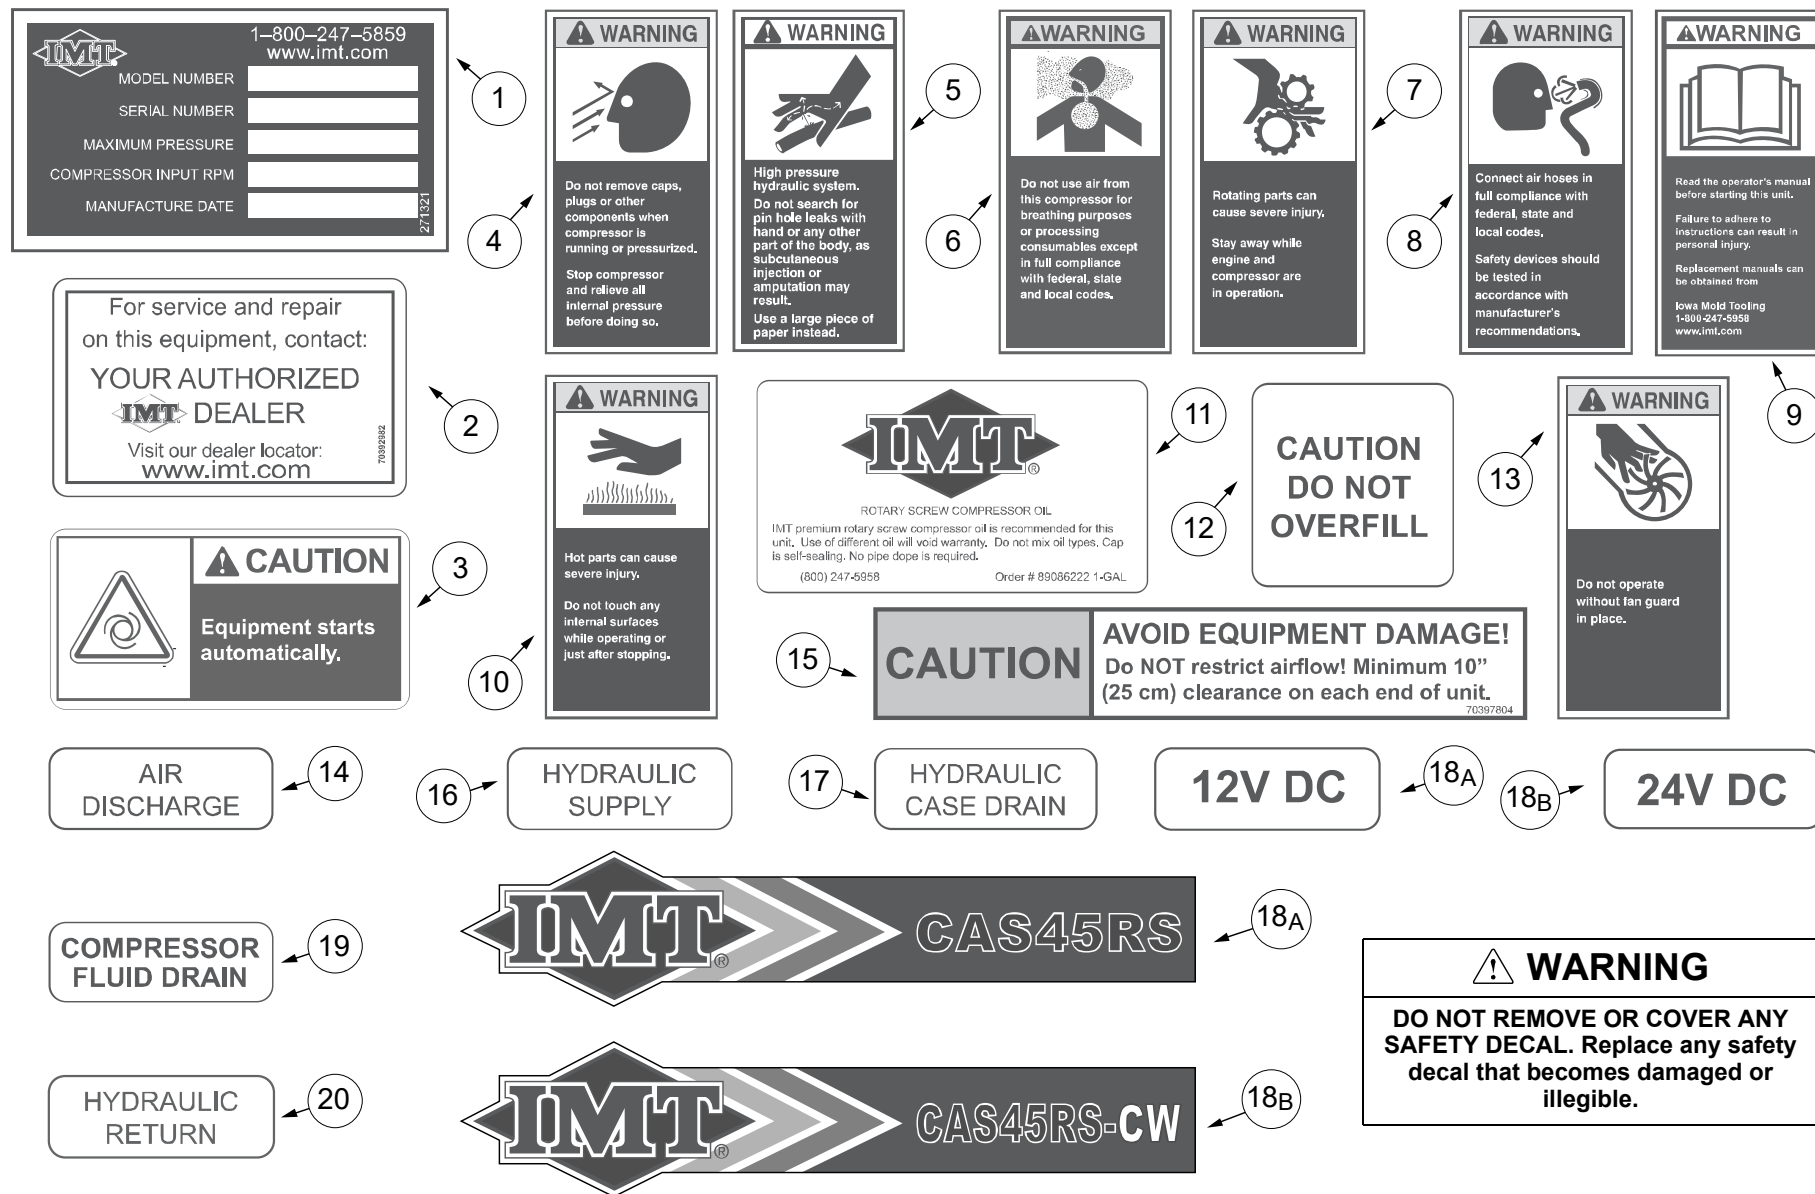 IMT
1–800–247–5859
www.imt.com
MODEL NUMBER
SERIAL NUMBER
MAXIMUM PRESSURE
COMPRESSOR INPUT RPM
MANUFACTURE DATE
271321
1
WARNING
Do not remove caps,
plugs or other
components when
compressor is
running or pressurized.
Stop compressor
and relieve all
internal pressure
before doing so.
4
WARNING
High pressure
hydraulic system.
Do not search for
pin hole leaks with
hand or any other
part of the body, as
subcutaneous
injection or
amputation may
result.
Use a large piece of
paper instead.
5
WARNING
Do not use air from
this compressor for
breathing purposes
or processing
consumables except
in full compliance
with federal, state
and local codes.
6
WARNING
Rotating parts can
cause severe injury.
Stay away while
engine and
compressor are
in operation.
7
WARNING
Connect air hoses in
full compliance with
federal, state and
local codes.
Safety devices should
be tested in
accordance with
manufacturer's
recommendations.
8
WARNING
Read the operator's manual
before starting this unit.
Failure to adhere to
instructions can result in
personal injury.
Replacement manuals can
be obtained from
Iowa Mold Tooling
1-800-247-5958
www.imt.com
9
For service and repair
on this equipment, contact:
YOUR AUTHORIZED
IMT DEALER
Visit our dealer locator:
www.imt.com
70392982
2
CAUTION
Equipment starts
automatically.
3
WARNING
Hot parts can cause
severe injury.
Do not touch any
internal surfaces
while operating or
just after stopping.
10
IMT®
ROTARY SCREW COMPRESSOR OIL
IMT premium rotary screw compressor oil is recommended for this
unit. Use of different oil will void warranty. Do not mix oil types. Cap
is self-sealing. No pipe dope is required.
(800) 247-5958 Order # 89086222 1-GAL
11
CAUTION
DO NOT
OVERFILL
12
WARNING
Do not operate
without fan guard
in place.
13
CAUTION
AVOID EQUIPMENT DAMAGE!
Do NOT restrict airflow! Minimum 10”
(25 cm) clearance on each end of unit.
70397804
15
AIR
DISCHARGE
14
HYDRAULIC
SUPPLY
16
HYDRAULIC
CASE DRAIN
17
12V DC
18A
24V DC
18B
COMPRESSOR
FLUID DRAIN
19
IMT® CAS45RS
18A
HYDRAULIC
RETURN
20
IMT® CAS45RS-CW
18B
WARNING
DO NOT REMOVE OR COVER ANY
SAFETY DECAL. Replace any safety
decal that becomes damaged or
illegible.